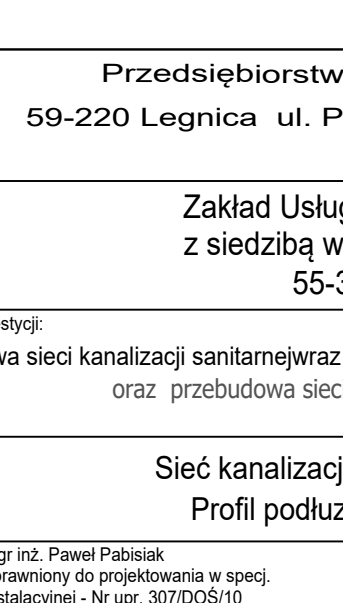 Przedsiębiorstw
59-220 Legnica ul. P
Zakład Usług
z siedzibą w
55-3
stycji:
wa sieci kanalizacji sanitarnejwraz
oraz przebudowa sieci
Sieć kanalizacj
Profil podłuż
gr inż. Paweł Pabisiak
prawniony do projektowania w specj.
stalacyjnej - Nr upr. 307/DOŚ/10